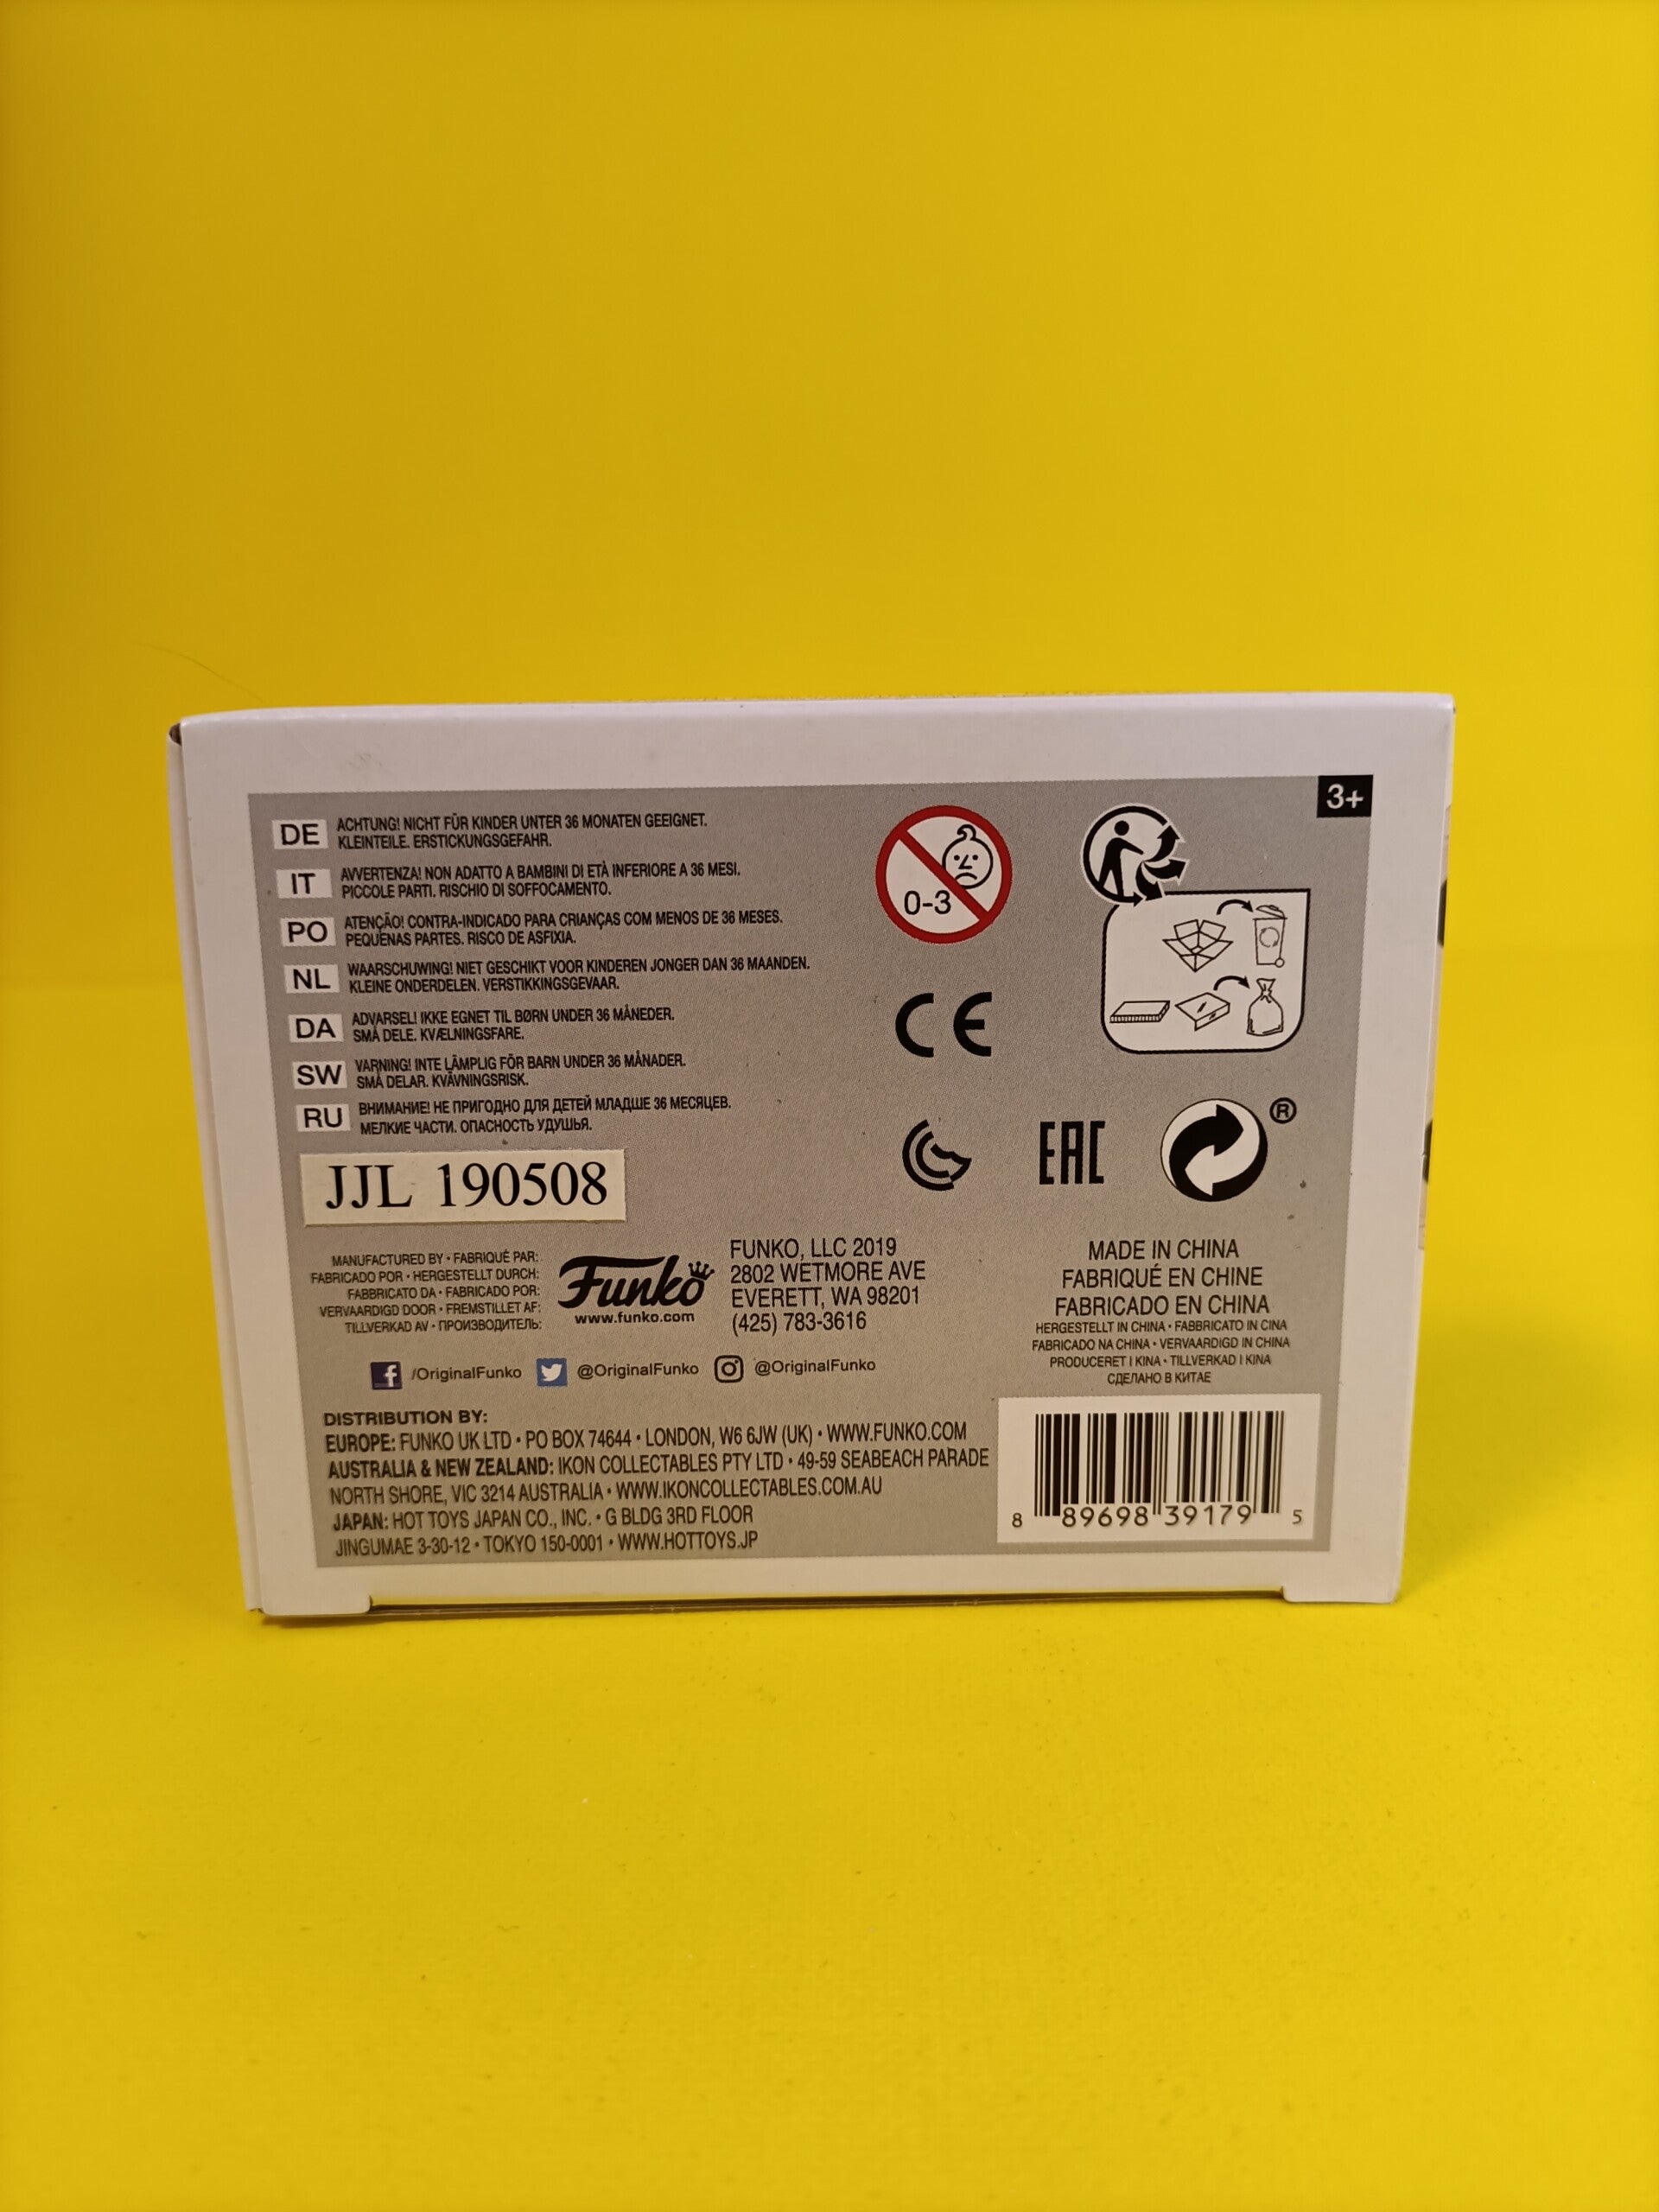 3+
DE ACHTUNG! NICHT FÜR KINDER UNTER 36 MONATEN GEEIGNET.
KLEINTEILE. ERSTICKUNGSGEFAHR.
IT AVVERTENZA! NON ADATTO A BAMBINI DI ETÀ INFERIORE A 36 MESI.
PICCOLE PARTI. RISCHIO DI SOFFOCAMENTO.
PO ATENÇÃO! CONTRA-INDICADO PARA CRIANÇAS COM MENOS DE 36 MESES.
PEQUENAS PARTES. RISCO DE ASFIXIA.
NL WAARSCHUWING! NIET GESCHIKT VOOR KINDEREN JONGER DAN 36 MAANDEN.
KLEINE ONDERDELEN. VERSTIKKINGSGEVAAR.
DA ADVARSEL! IKKE EGNET TIL BØRN UNDER 36 MÅNEDER.
SMÅ DELE. KVÆLNINGSFARE.
SW VARNING! INTE LÄMPLIG FÖR BARN UNDER 36 MÅNADER.
SMÅ DELAR. KVÄVNINGSRISK.
RU ВНИМАНИЕ! НЕ ПРИГОДНО ДЛЯ ДЕТЕЙ МЛАДШЕ 36 МЕСЯЦЕВ.
МЕЛКИЕ ЧАСТИ. ОПАСНОСТЬ УДУШЬЯ.
0-3
CE
EAC
®
JJL 190508
MANUFACTURED BY • FABRIQUÉ PAR:
FABRICADO POR • HERGESTELLT DURCH:
FABBRICATO DA • FABRICADO POR:
VERVAARDIGD DOOR • FREMSTILLET AF:
TILLVERKAD AV • ПРОИЗВОДИТЕЛЬ:
Funko
www.funko.com
FUNKO, LLC 2019
2802 WETMORE AVE
EVERETT, WA 98201
(425) 783-3616
MADE IN CHINA
FABRIQUÉ EN CHINE
FABRICADO EN CHINA
HERGESTELLT IN CHINA • FABBRICATO IN CINA
FABRICADO NA CHINA • VERVAARDIGD IN CHINA
PRODUCERET I KINA • TILLVERKAD I KINA
СДЕЛАНО В КИТАЕ
/OriginalFunko @OriginalFunko @OriginalFunko
DISTRIBUTION BY:
EUROPE: FUNKO UK LTD • PO BOX 74644 • LONDON, W6 6JW (UK) • WWW.FUNKO.COM
AUSTRALIA & NEW ZEALAND: IKON COLLECTABLES PTY LTD • 49-59 SEABEACH PARADE
NORTH SHORE, VIC 3214 AUSTRALIA • WWW.IKONCOLLECTABLES.COM.AU
JAPAN: HOT TOYS JAPAN CO., INC. • G BLDG 3RD FLOOR
JINGUMAE 3-30-12 • TOKYO 150-0001 • WWW.HOTTOYS.JP
8 89698 39179 5